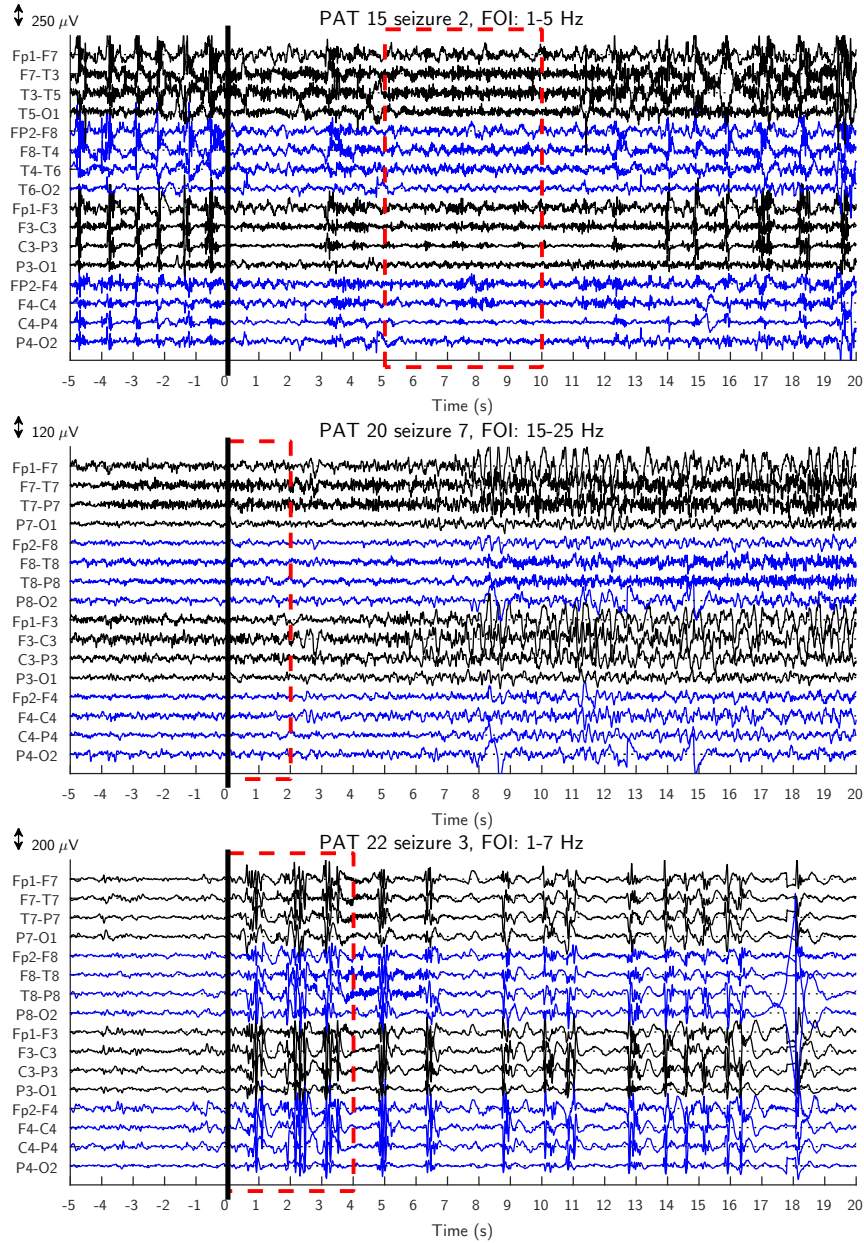 PAT 15 seizure 2, FOI: 1-5 Hz
250 μV
Fp1-F7
F7-T3
T3-T5
T5-O1
FP2-F8
F8-T4
T4-T6
T6-O2
Fp1-F3
F3-C3
C3-P3
P3-O1
FP2-F4
F4-C4
C4-P4
P4-O2
-5 -4 -3 -2 -1 0 1 2 3 4 5 6 7 8 9 10 11 12 13 14 15 16 17 18 19 20
Time (s)
120 μV
PAT 20 seizure 7, FOI: 15-25 Hz
Fp1-F7
F7-T7
T7-P7
P7-O1
Fp2-F8
F8-T8
T8-P8
P8-O2
Fp1-F3
F3-C3
C3-P3
P3-O1
Fp2-F4
F4-C4
C4-P4
P4-O2
-5 -4 -3 -2 -1 0 1 2 3 4 5 6 7 8 9 10 11 12 13 14 15 16 17 18 19 20
Time (s)
200 μV
PAT 22 seizure 3, FOI: 1-7 Hz
Fp1-F7
F7-T7
T7-P7
P7-O1
Fp2-F8
F8-T8
T8-P8
P8-O2
Fp1-F3
F3-C3
C3-P3
P3-O1
Fp2-F4
F4-C4
C4-P4
P4-O2
-5 -4 -3 -2 -1 0 1 2 3 4 5 6 7 8 9 10 11 12 13 14 15 16 17 18 19 20
Time (s)